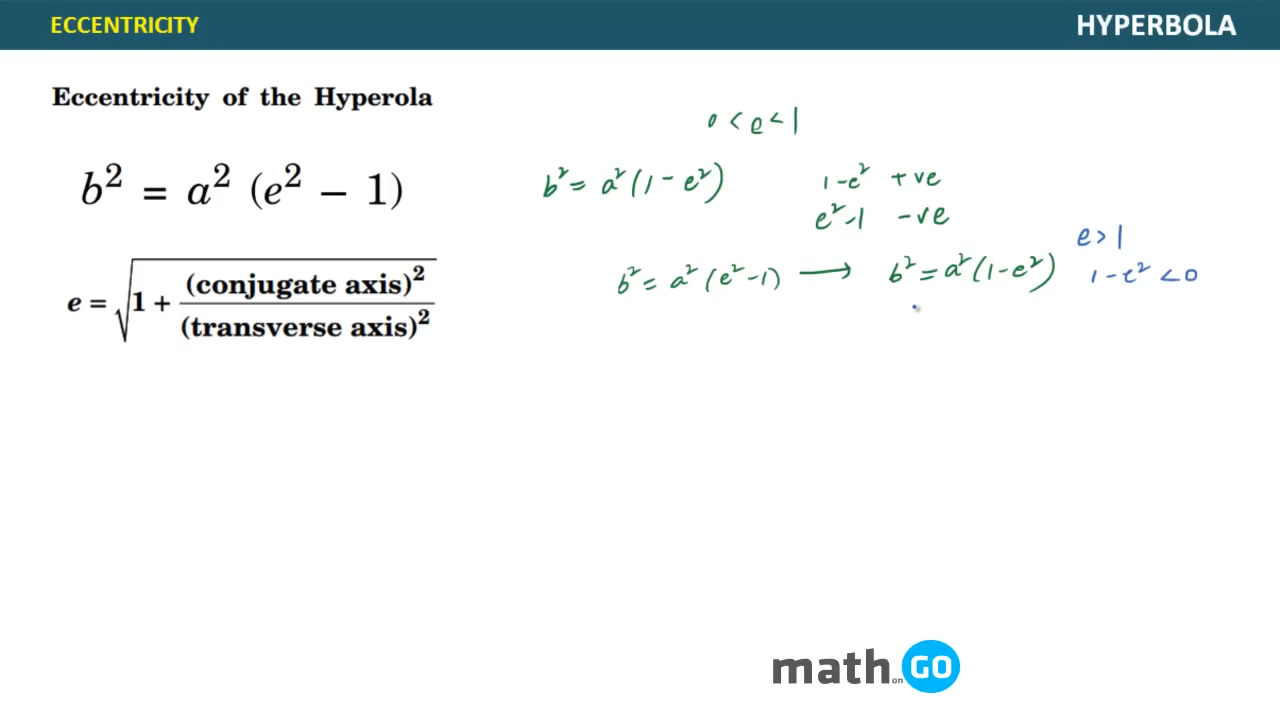 ECCENTRICITY
HYPERBOLA
Eccentricity of the Hyperola
b² = a² (e² − 1)
e = √(1 + (conjugate axis)² / (transverse axis)²)
0 < e < 1
b² = a² (1 − e²)
1 − e² +ve
e² − 1 −ve
b² = a² (e² − 1) ⟶ b² = a² (1 − e²)
e > 1
1 − e² < 0
math on GO